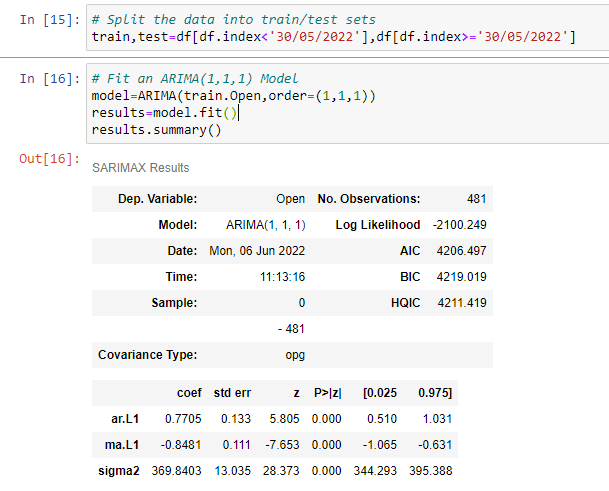 In [15]: # Split the data into train/test sets
train,test=df[df.index<'30/05/2022'],df[df.index>='30/05/2022']
In [16]: # Fit an ARIMA(1,1,1) Model
model=ARIMA(train.Open,order=(1,1,1))
results=model.fit()
results.summary()
Out[16]: SARIMAX Results
Dep. Variable: Open No. Observations: 481
Model: ARIMA(1, 1, 1) Log Likelihood -2100.249
Date: Mon, 06 Jun 2022 AIC 4206.497
Time: 11:13:16 BIC 4219.019
Sample: 0 HQIC 4211.419
- 481
Covariance Type: opg
coef std err z P>|z| [0.025 0.975]
ar.L1 0.7705 0.133 5.805 0.000 0.510 1.031
ma.L1 -0.8481 0.111 -7.653 0.000 -1.065 -0.631
sigma2 369.8403 13.035 28.373 0.000 344.293 395.388